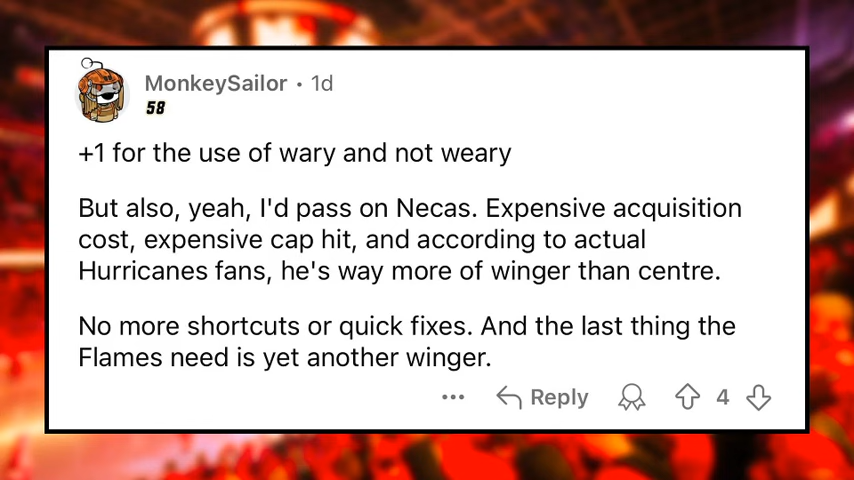 MonkeySailor • 1d
58
+1 for the use of wary and not weary
But also, yeah, I'd pass on Necas. Expensive acquisition
cost, expensive cap hit, and according to actual
Hurricanes fans, he's way more of winger than centre.
No more shortcuts or quick fixes. And the last thing the
Flames need is yet another winger.
... Reply 4